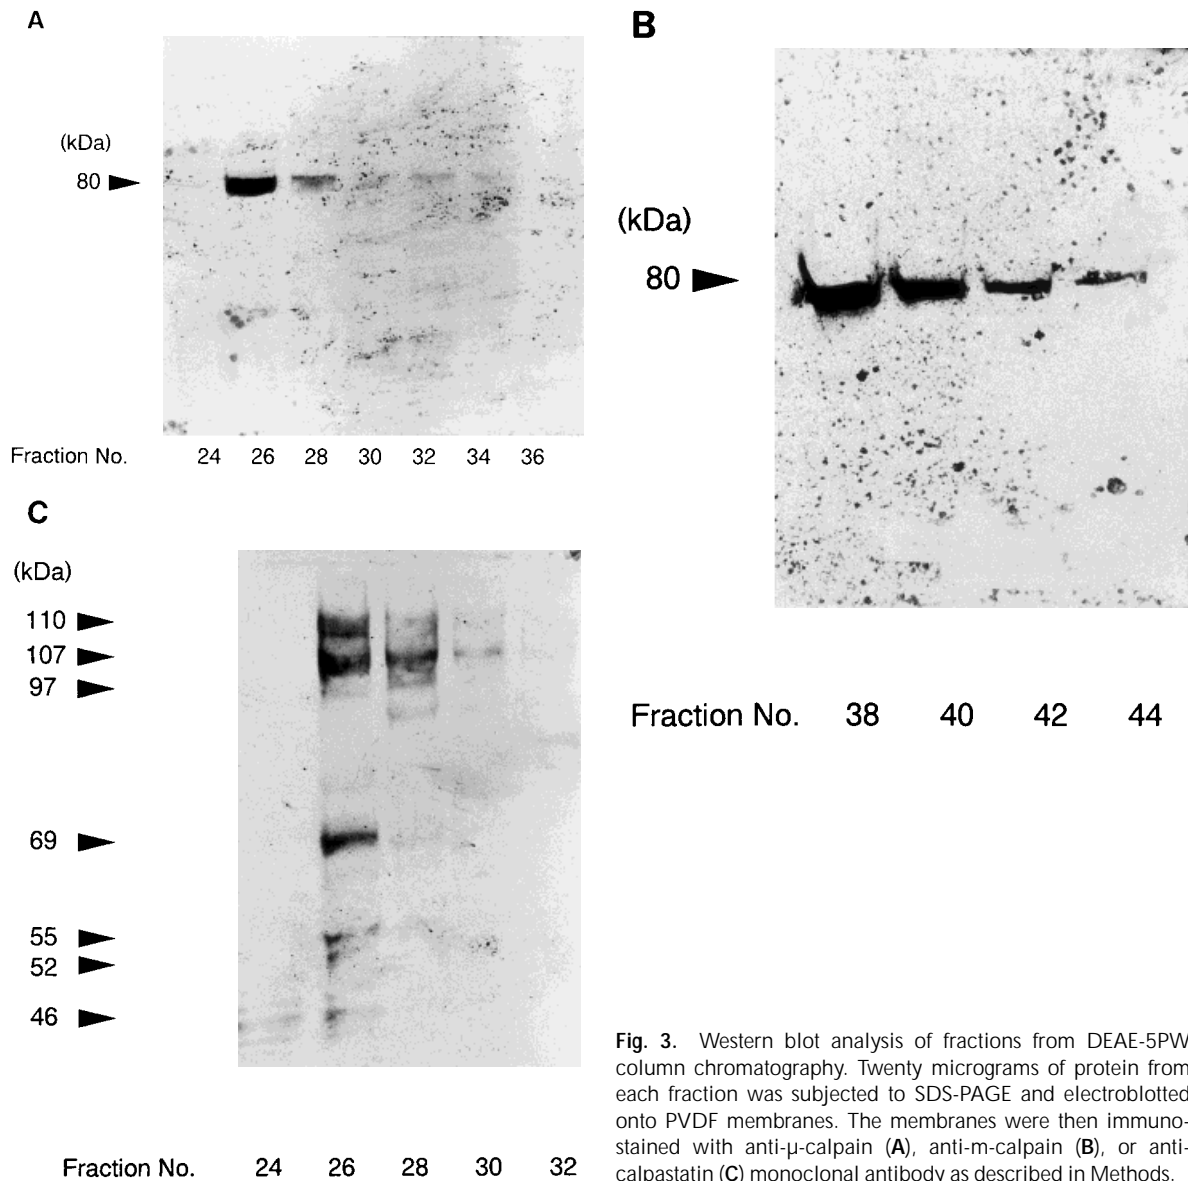 A
(kDa)
80
Fraction No. 24 26 28 30 32 34 36
B
(kDa)
80
Fraction No. 38 40 42 44
C
(kDa)
110
107
97
69
55
52
46
Fraction No. 24 26 28 30 32
Fig. 3. Western blot analysis of fractions from DEAE-5PW
column chromatography. Twenty micrograms of protein from
each fraction was subjected to SDS-PAGE and electroblotted
onto PVDF membranes. The membranes were then immuno-
stained with anti-μ-calpain (A), anti-m-calpain (B), or anti-
calpastatin (C) monoclonal antibody as described in Methods.